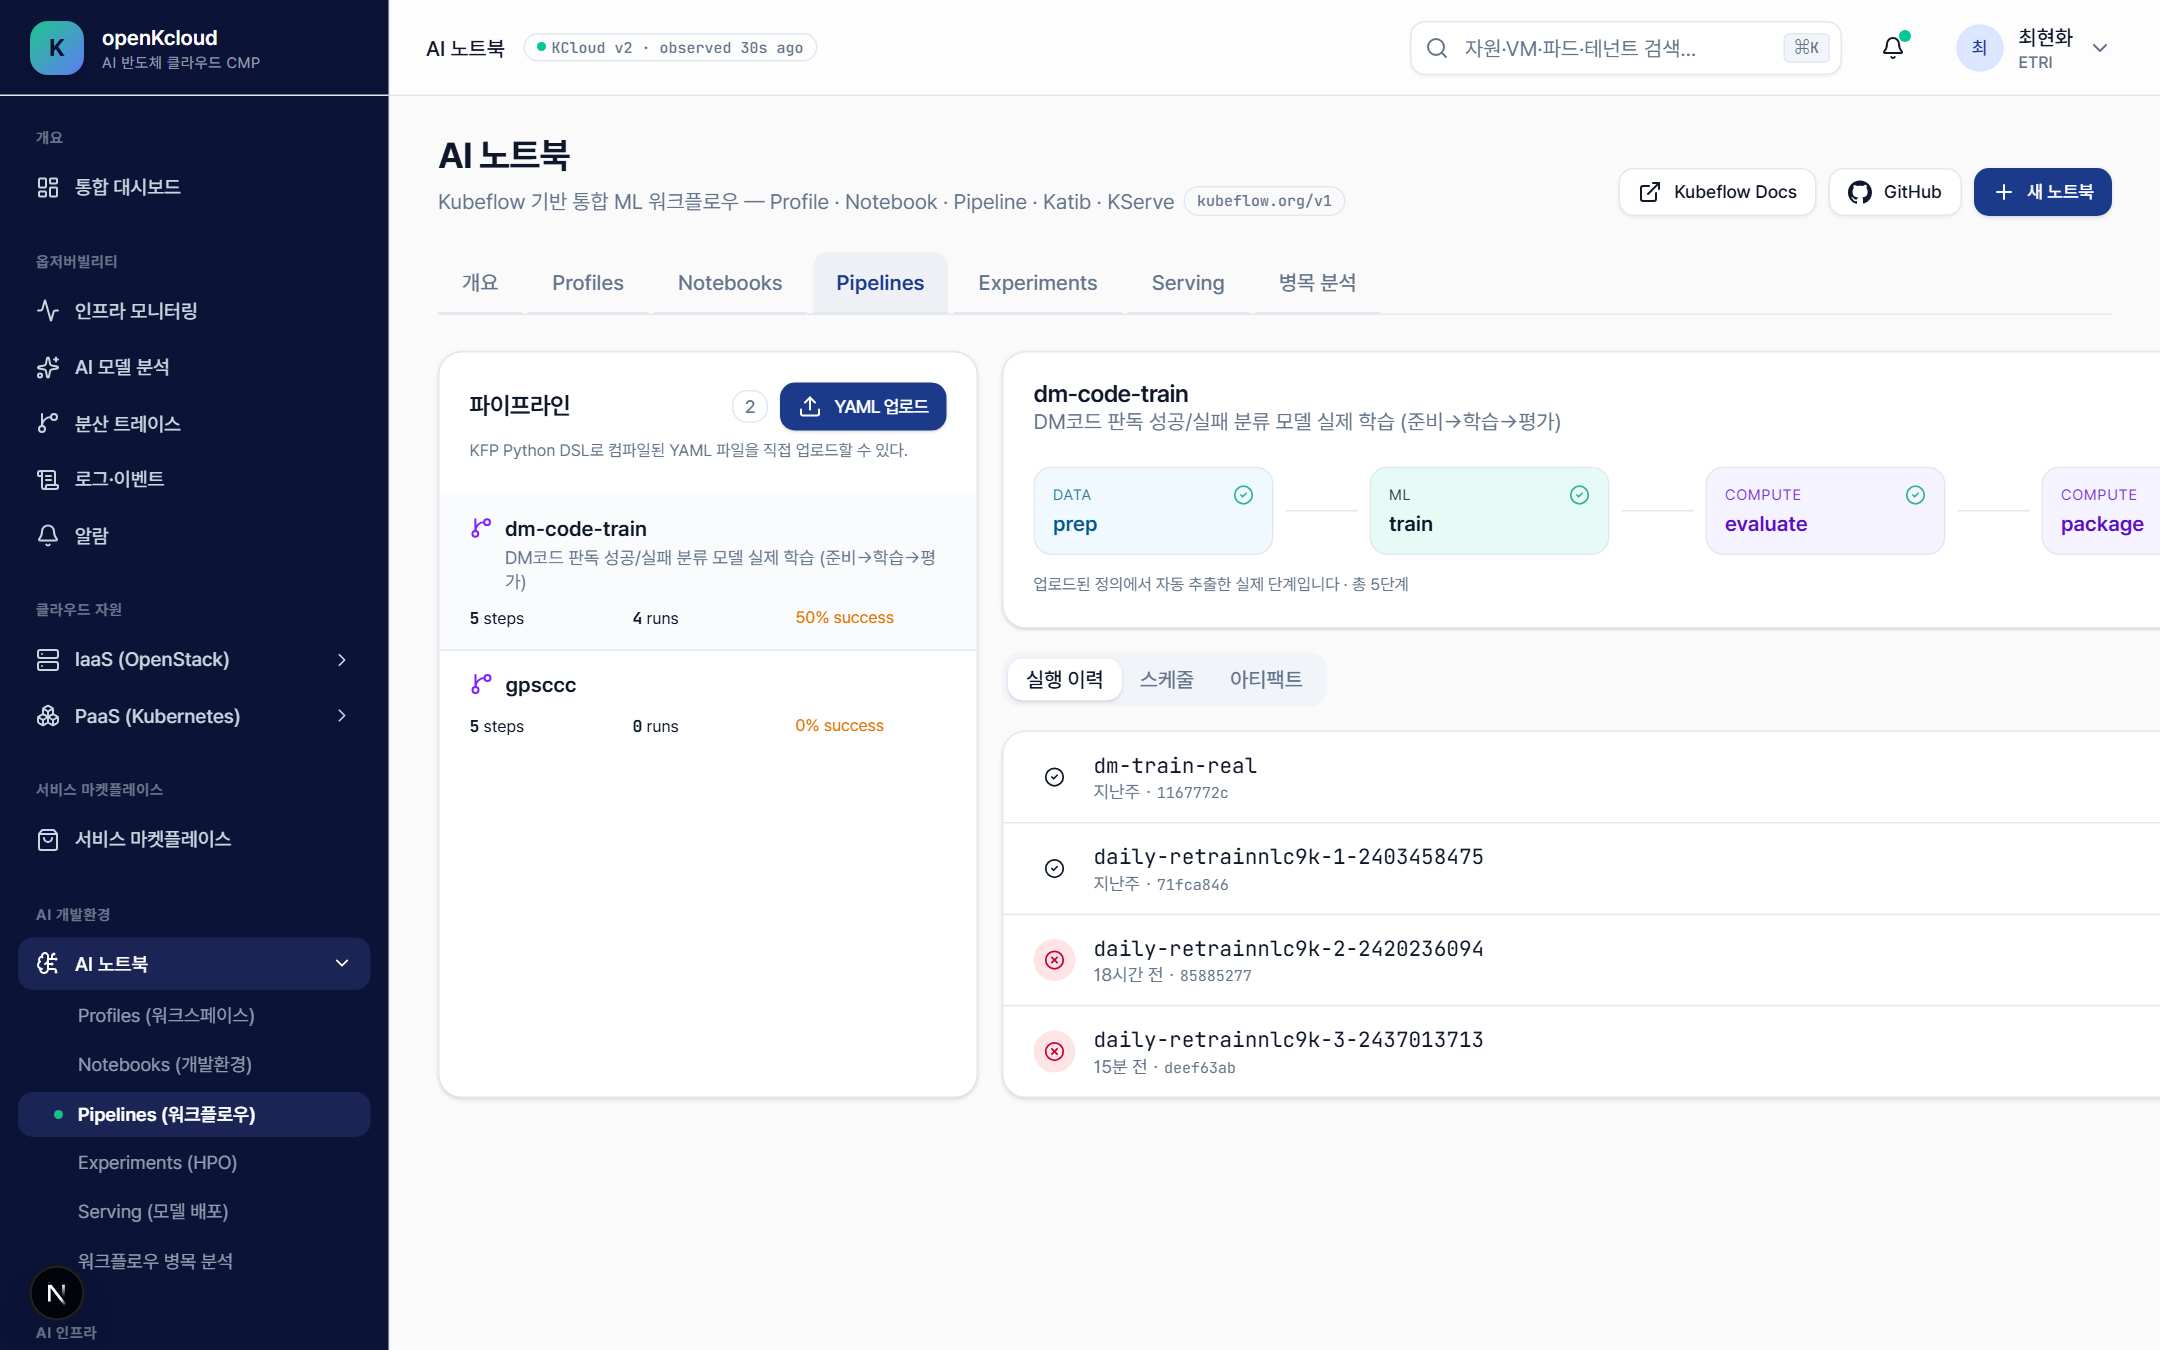 K
openKcloud
AI 반도체 클라우드 CMP
개요
통합 대시보드
옵저버빌리티
인프라 모니터링
AI 모델 분석
분산 트레이스
로그·이벤트
알람
클라우드 자원
IaaS (OpenStack)
PaaS (Kubernetes)
서비스 마켓플레이스
서비스 마켓플레이스
AI 개발환경
AI 노트북
Profiles (워크스페이스)
Notebooks (개발환경)
Pipelines (워크플로우)
Experiments (HPO)
Serving (모델 배포)
워크플로우 병목 분석
N
AI 인프라
AI 노트북
KCloud v2 · observed 30s ago
자원·VM·파드·테넌트 검색...
⌘K
최
최현화
ETRI
AI 노트북
Kubeflow 기반 통합 ML 워크플로우 — Profile · Notebook · Pipeline · Katib · KServe
kubeflow.org/v1
Kubeflow Docs
GitHub
새 노트북
개요
Profiles
Notebooks
Pipelines
Experiments
Serving
병목 분석
파이프라인
2
YAML 업로드
KFP Python DSL로 컴파일된 YAML 파일을 직접 업로드할 수 있다.
dm-code-train
DM코드 판독 성공/실패 분류 모델 실제 학습 (준비→학습→평
가)
5 steps
4 runs
50% success
gpsccc
5 steps
0 runs
0% success
dm-code-train
DM코드 판독 성공/실패 분류 모델 실제 학습 (준비→학습→평가)
DATA
prep
ML
train
COMPUTE
evaluate
COMPUTE
package
업로드된 정의에서 자동 추출한 실제 단계입니다 · 총 5단계
실행 이력
스케줄
아티팩트
dm-train-real
지난주 · 1167772c
daily-retrainnlc9k-1-2403458475
지난주 · 71fca846
daily-retrainnlc9k-2-2420236094
18시간 전 · 85885277
daily-retrainnlc9k-3-2437013713
15분 전 · deef63ab